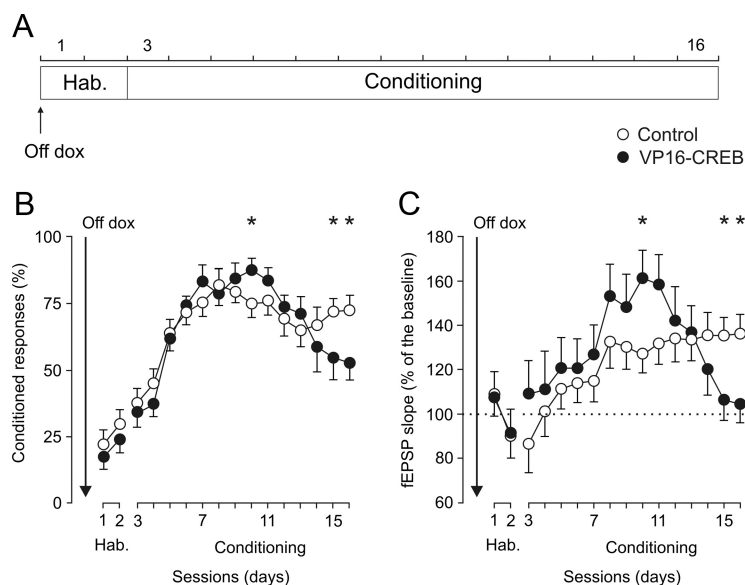 A
1 3 16
Hab. Conditioning
Off dox
Control
VP16-CREB
B
Off dox
* * *
Conditioned responses (%)
100
75
50
25
0
1 2 3 7 11 15
Hab. Conditioning
Sessions (days)
C
Off dox
* * *
fEPSP slope (% of the baseline)
180
160
140
120
100
80
60
1 2 3 7 11 15
Hab. Conditioning
Sessions (days)